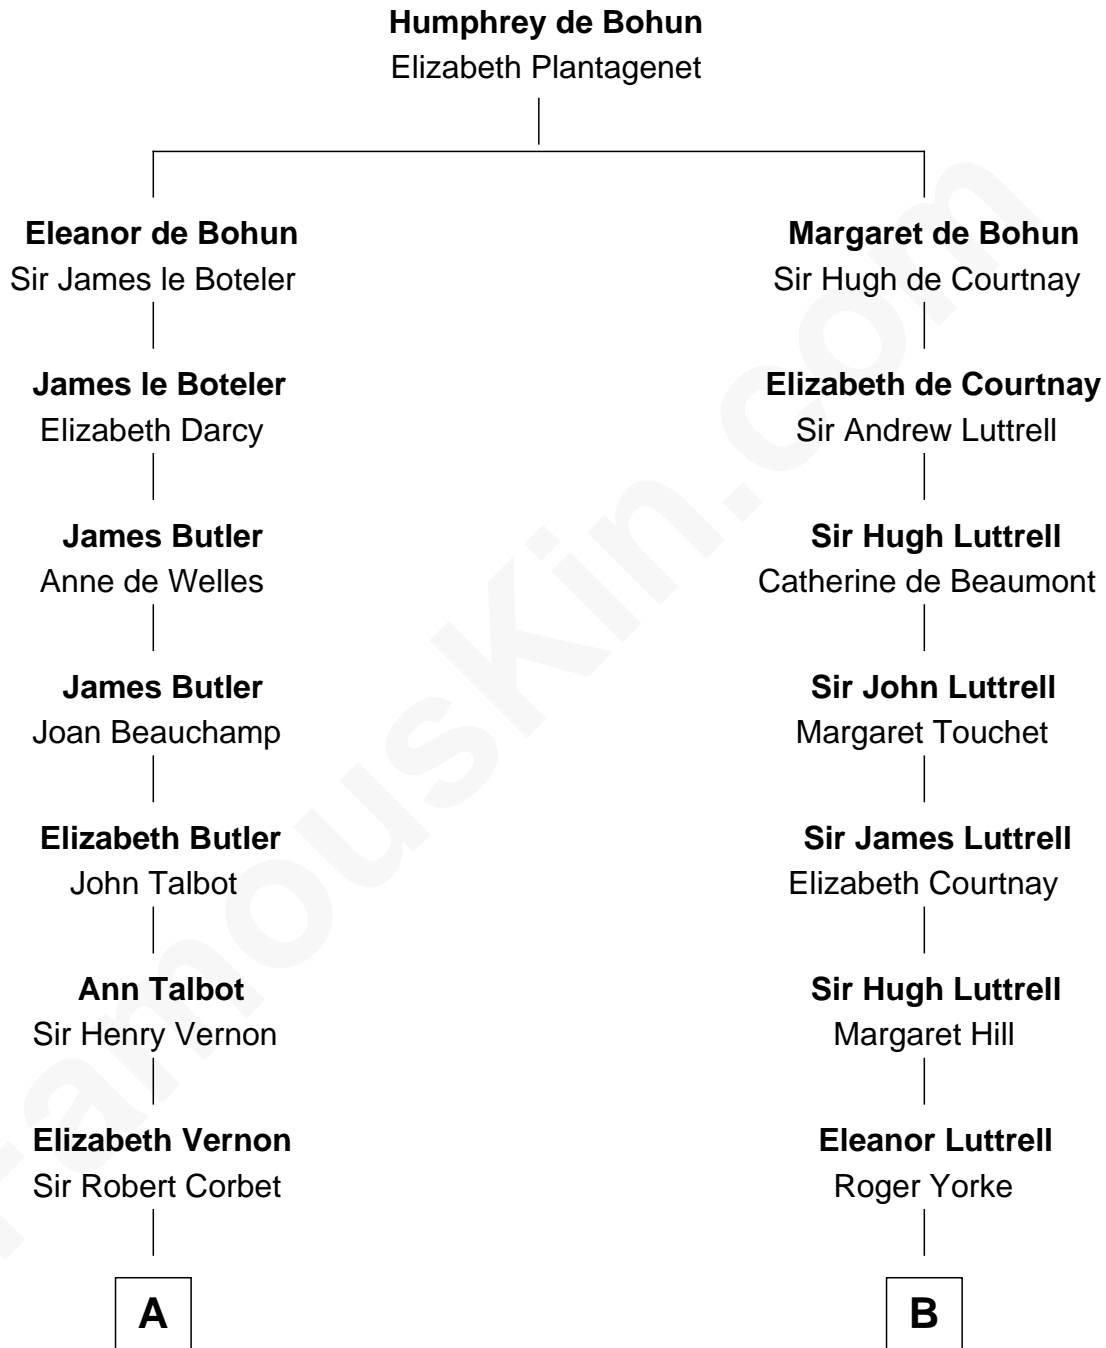 Humphrey de Bohun
Elizabeth Plantagenet
Eleanor de Bohun
Sir James le Boteler
Margaret de Bohun
Sir Hugh de Courtnay
James le Boteler
Elizabeth Darcy
Elizabeth de Courtnay
Sir Andrew Luttrell
James Butler
Anne de Welles
Sir Hugh Luttrell
Catherine de Beaumont
James Butler
Joan Beauchamp
Sir John Luttrell
Margaret Touchet
Elizabeth Butler
John Talbot
Sir James Luttrell
Elizabeth Courtnay
Ann Talbot
Sir Henry Vernon
Sir Hugh Luttrell
Margaret Hill
Elizabeth Vernon
Sir Robert Corbet
Eleanor Luttrell
Roger Yorke
A
B
FamousKin.com